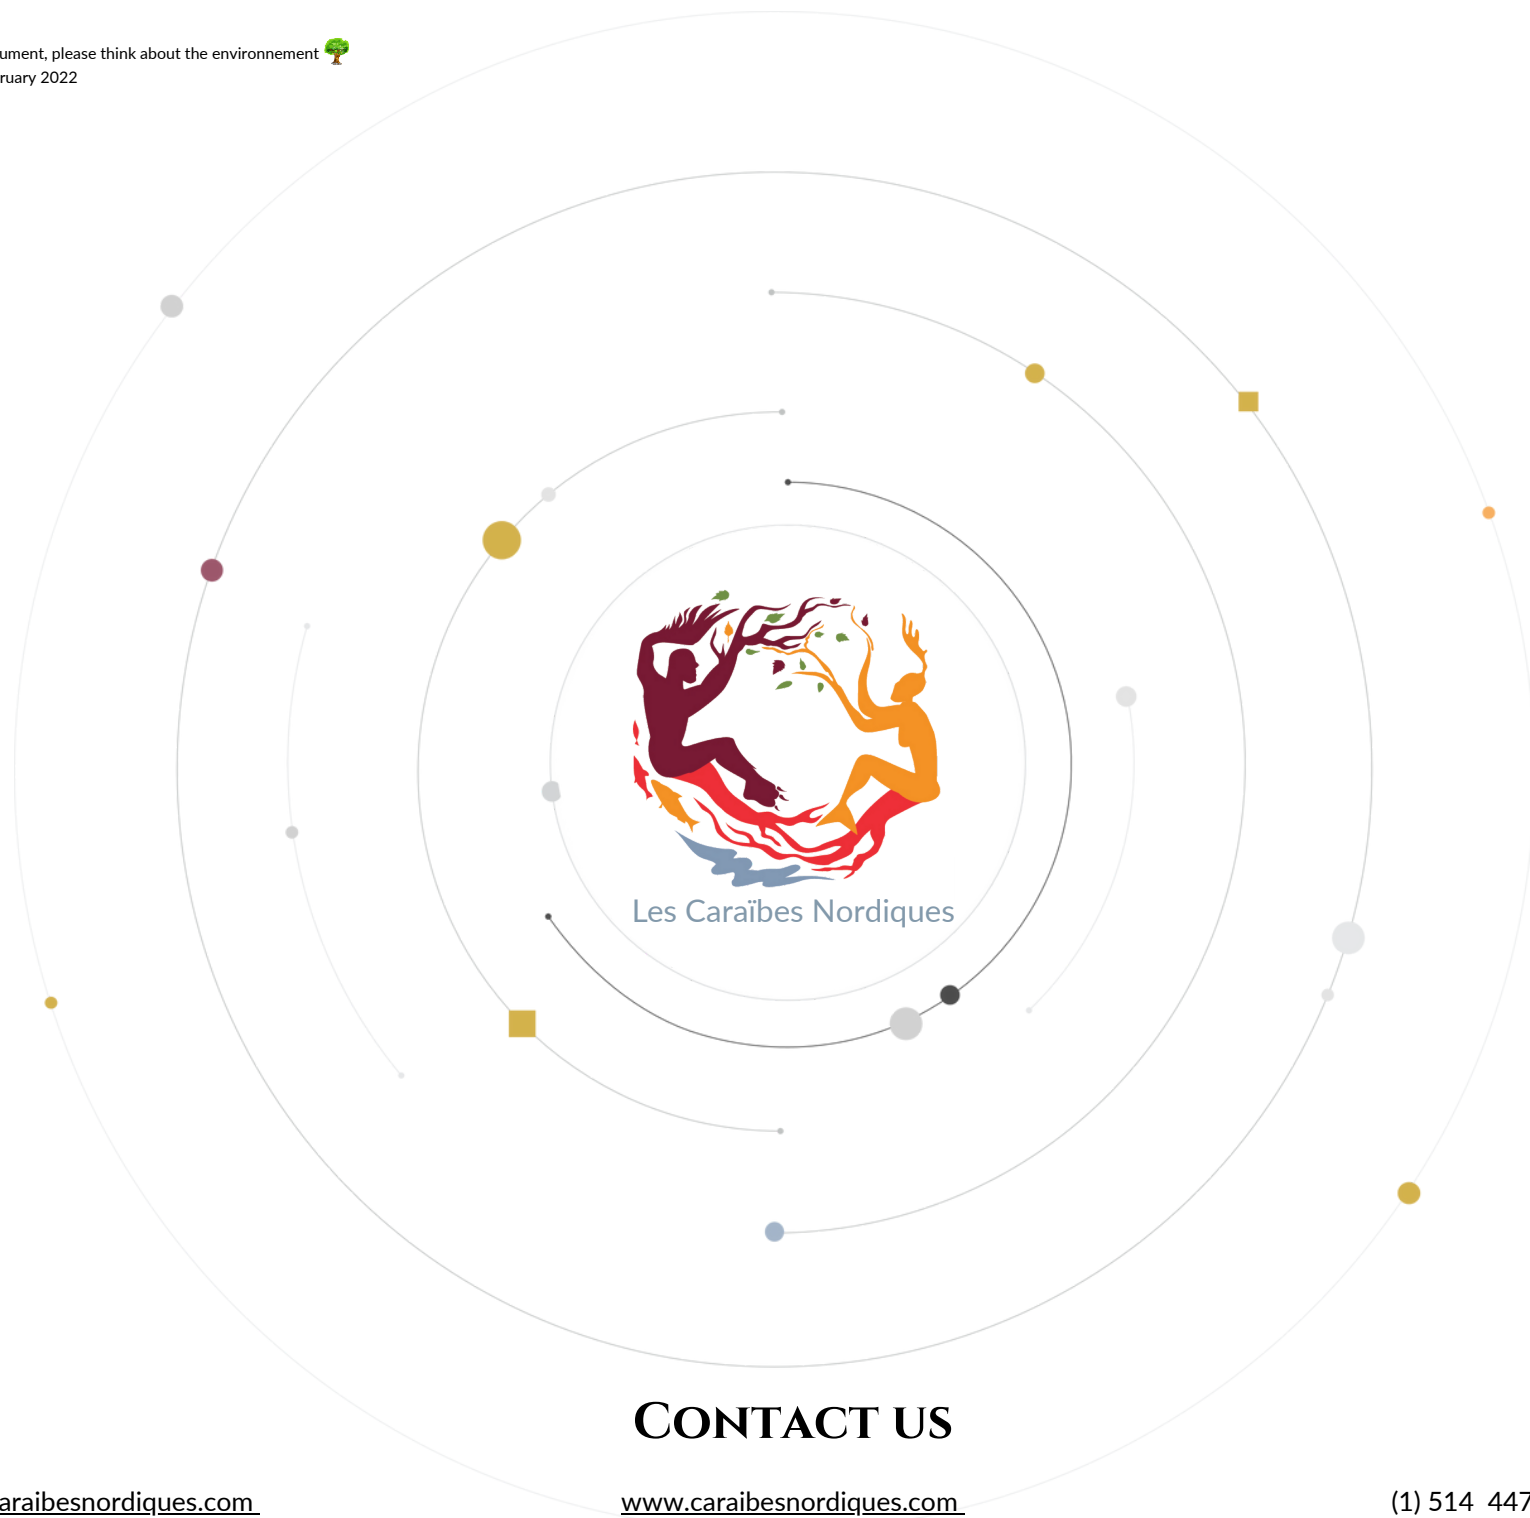 ument, please think about the environnement
ruary 2022
Les Caraïbes Nordiques
Contact us
araibesnordiques.com
www.caraibesnordiques.com
(1) 514 447